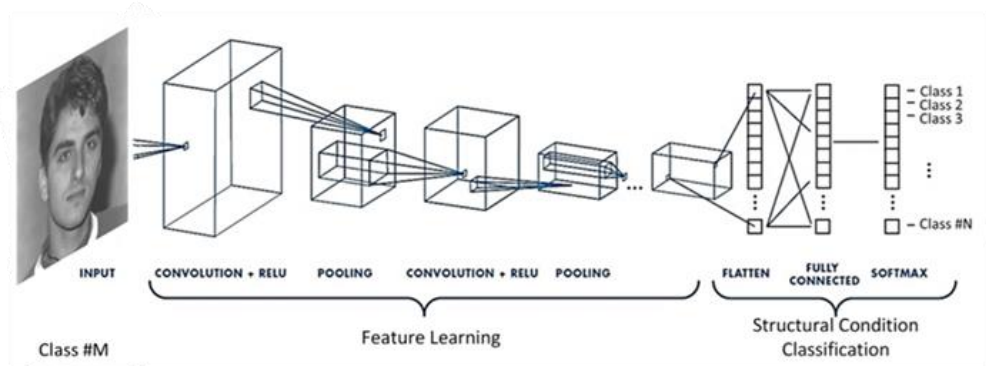 Class 1
Class 2
Class 3
Class #N
INPUT
CONVOLUTION + RELU
POOLING
CONVOLUTION + RELU
POOLING
FLATTEN
FULLY
CONNECTED
SOFTMAX
Feature Learning
Structural Condition
Classification
Class #M